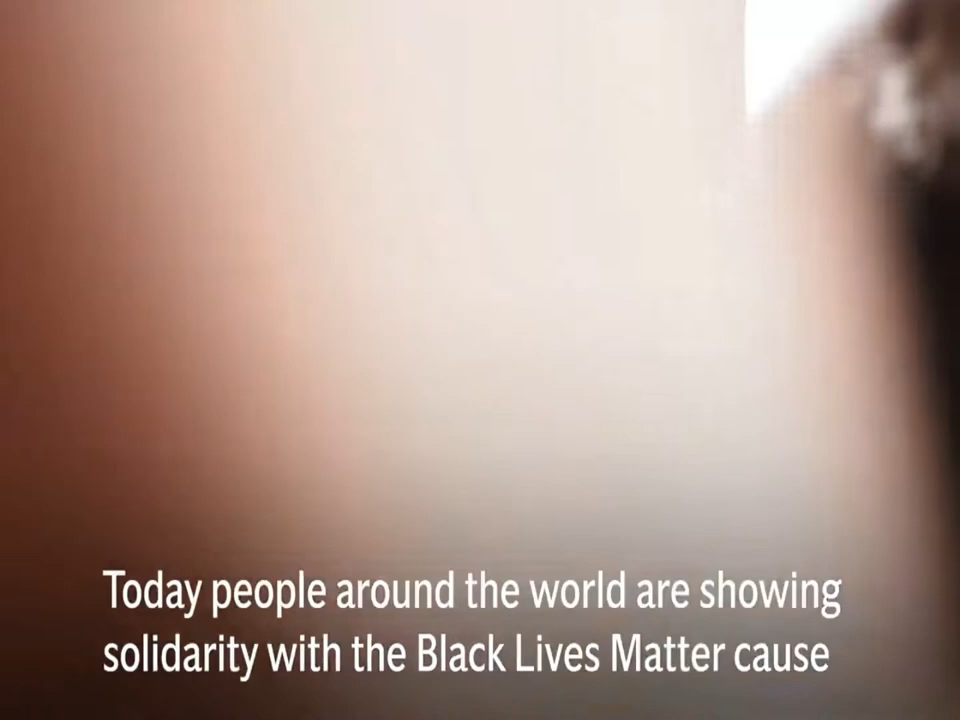 Today people around the world are showing
solidarity with the Black Lives Matter cause